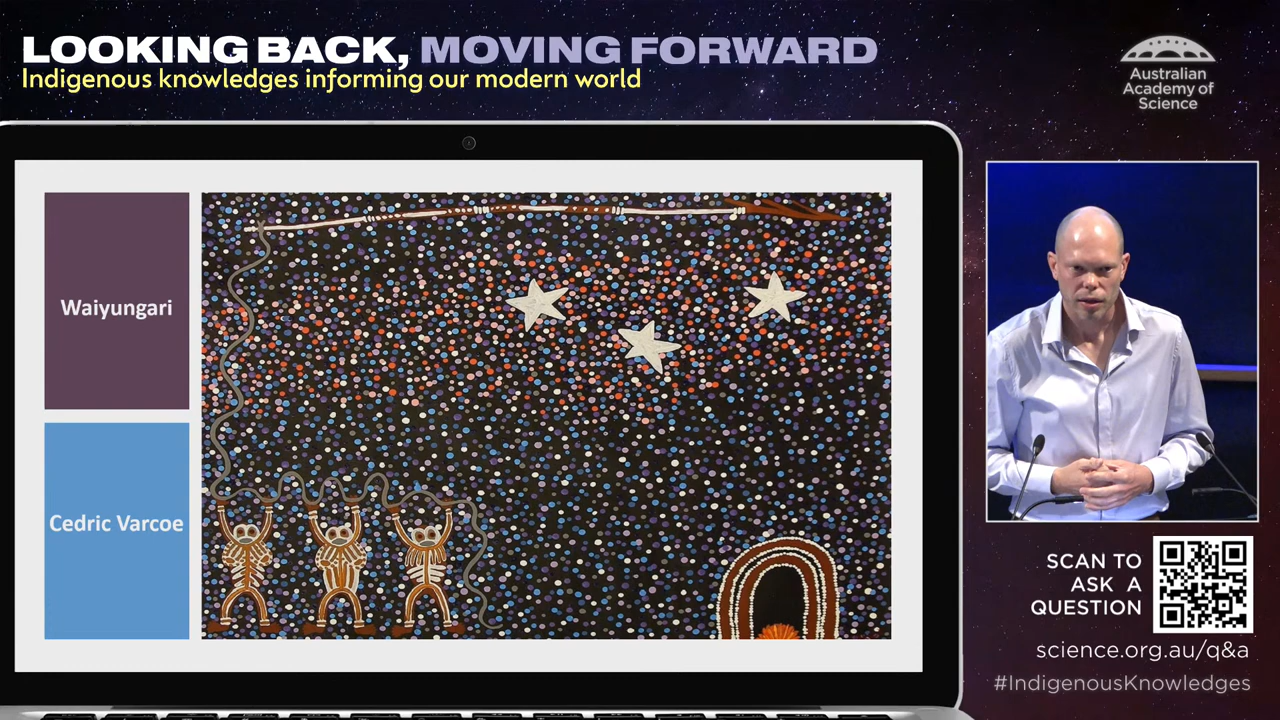 LOOKING BACK, MOVING FORWARD
Indigenous knowledges informing our modern world
Australian
Academy of
Science
Waiyungari
Cedric Varcoe
SCAN TO
ASK A
QUESTION
science.org.au/q&a
#IndigenousKnowledges